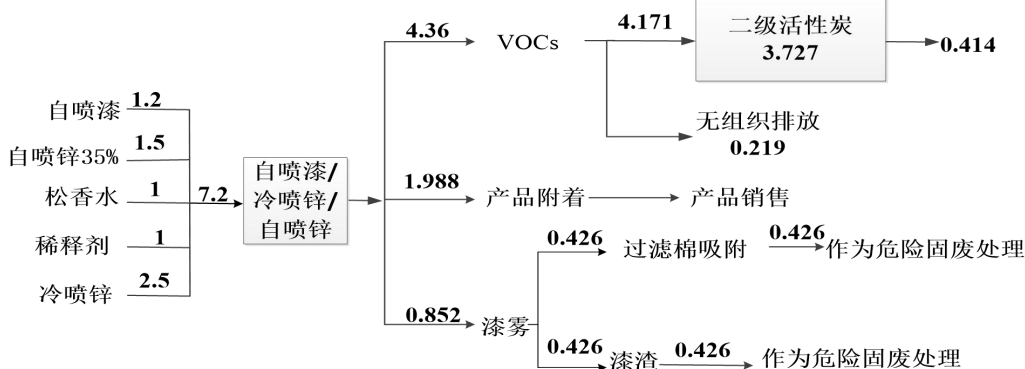 自喷漆 1.2
自喷锌35% 1.5
松香水 1
稀释剂 1
冷喷锌 2.5
7.2
自喷漆/
冷喷锌/
自喷锌
4.36
VOCs
4.171
二级活性炭
3.727
0.414
无组织排放
0.219
1.988
产品附着
产品销售
0.852
漆雾
0.426
过滤棉吸附
0.426
作为危险固废处理
0.426
漆渣
0.426
作为危险固废处理